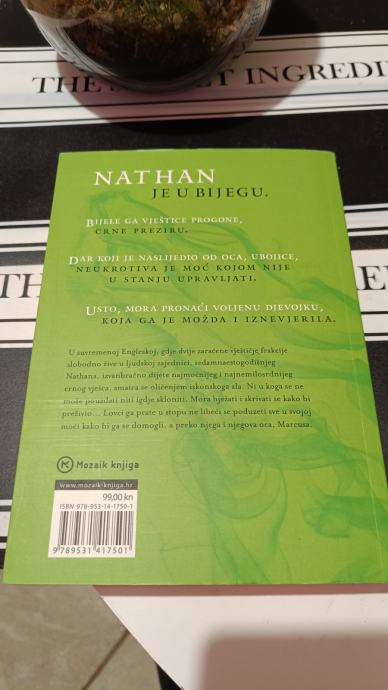 THE SECRET INGREDI
THE
NATHAN
JE U BIJEGU.
BIJELE GA VJEŠTICE PROGONE,
CRNE PREZIRU.
DAR KOJI JE NASLIJEDIO OD OCA, UBOJICE,
NEUKROTIVA JE MOĆ KOJOM NIJE
U STANJU UPRAVLJATI.
USTO, MORA PRONAĆI VOLJENU DJEVOJKU,
KOJA GA JE MOŽDA I IZNEVJERILA.
U suvremenoj Engleskoj, gdje dvije zaraćene vještičje frakcije
slobodno žive u ljudskoj zajednici, sedamnaestogodišnjeg
Nathana, izvanbračno dijete najmoćnijeg i najnemilosrdnijeg
crnog vješca, smatra se oličenjem iskonskoga zla. Ni u koga se ne
može pouzdati niti igdje skloniti. Mora bježati i skrivati se kako bi
preživio... Lovci ga prate u stopu ne libeći se poduzeti sve u svojoj
moći kako bi ga se domogli, a preko njega i njegova oca, Marcusa.
Mozaik knjiga
www.mozaik-knjiga.hr
99,00 kn
ISBN 978-953-14-1750-1
9 789531 417501